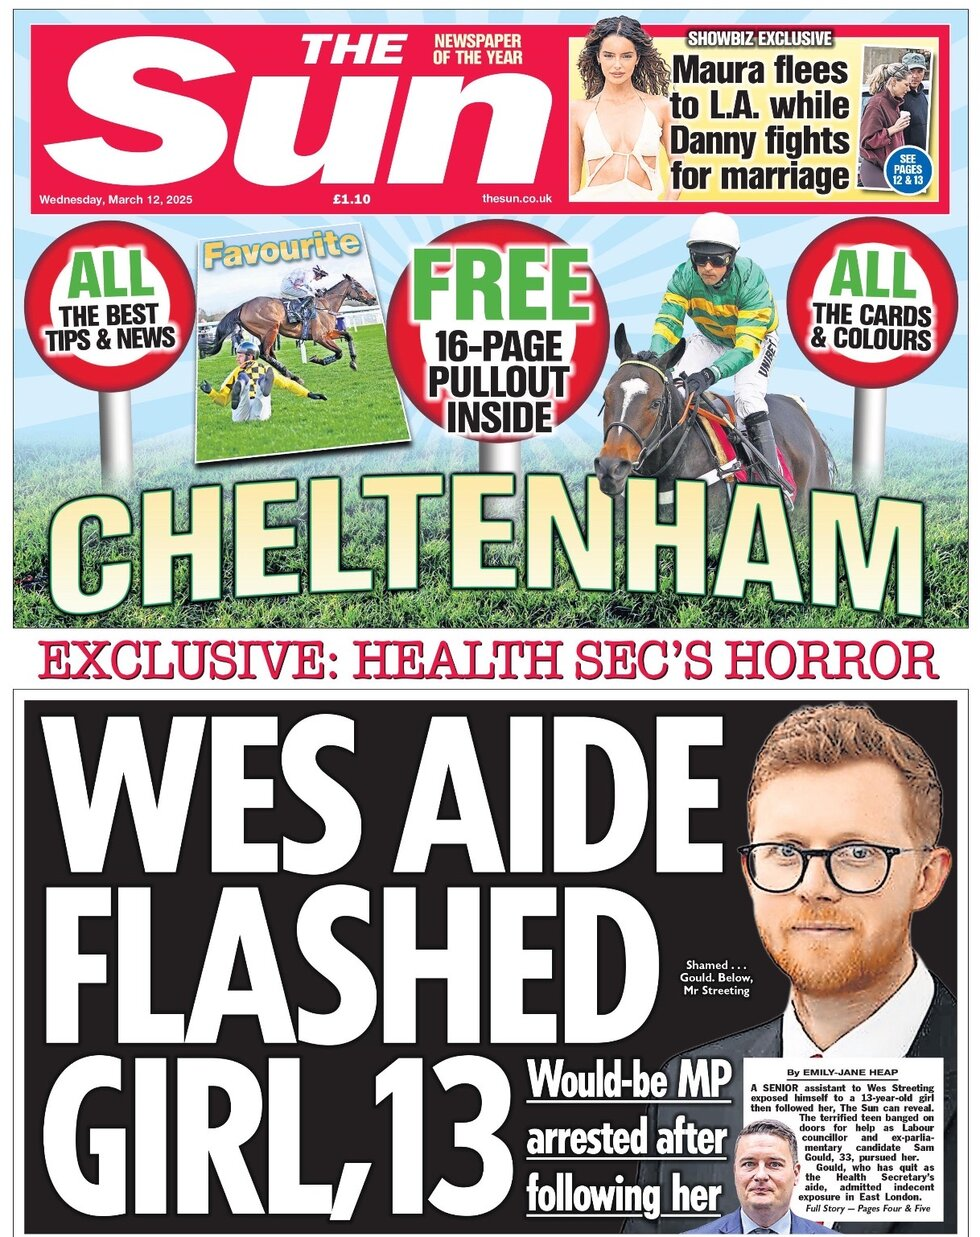 THE
Sun
NEWSPAPER
OF THE YEAR
Wednesday, March 12, 2025
£1.10
thesun.co.uk
SHOWBIZ EXCLUSIVE
Maura flees
to L.A. while
Danny fights
for marriage
SEE
PAGES
12 & 13
ALL
THE BEST
TIPS & NEWS
Favourite
FREE
16-PAGE
PULLOUT
INSIDE
UNIBET
ALL
THE CARDS
& COLOURS
CHELTENHAM
EXCLUSIVE: HEALTH SEC'S HORROR
WES AIDE
FLASHED
GIRL, 13
Shamed . . .
Gould. Below,
Mr Streeting
Would-be MP
arrested after
following her
By EMILY-JANE HEAP
A SENIOR assistant to Wes Streeting
exposed himself to a 13-year-old girl
then followed her, The Sun can reveal.
The terrified teen banged on
doors for help as Labour
councillor and ex-parlia-
mentary candidate Sam
Gould, 33, pursued her.
Gould, who has quit as
the Health Secretary's
aide, admitted indecent
exposure in East London.
Full Story — Pages Four & Five